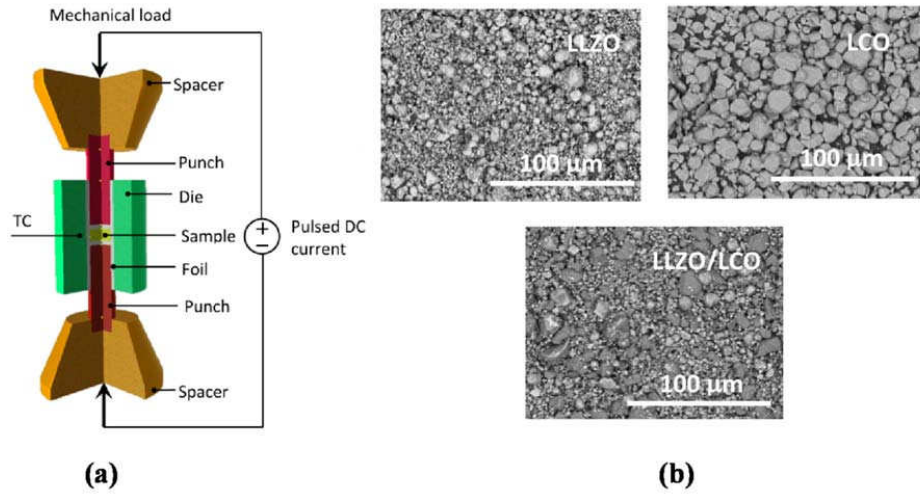 Mechanical load
Spacer
Punch
Die
TC
Sample
Pulsed DC
current
Foil
Punch
Spacer
(a)
LLZO
100 µm
LCO
100 µm
LLZO/LCO
100 µm
(b)